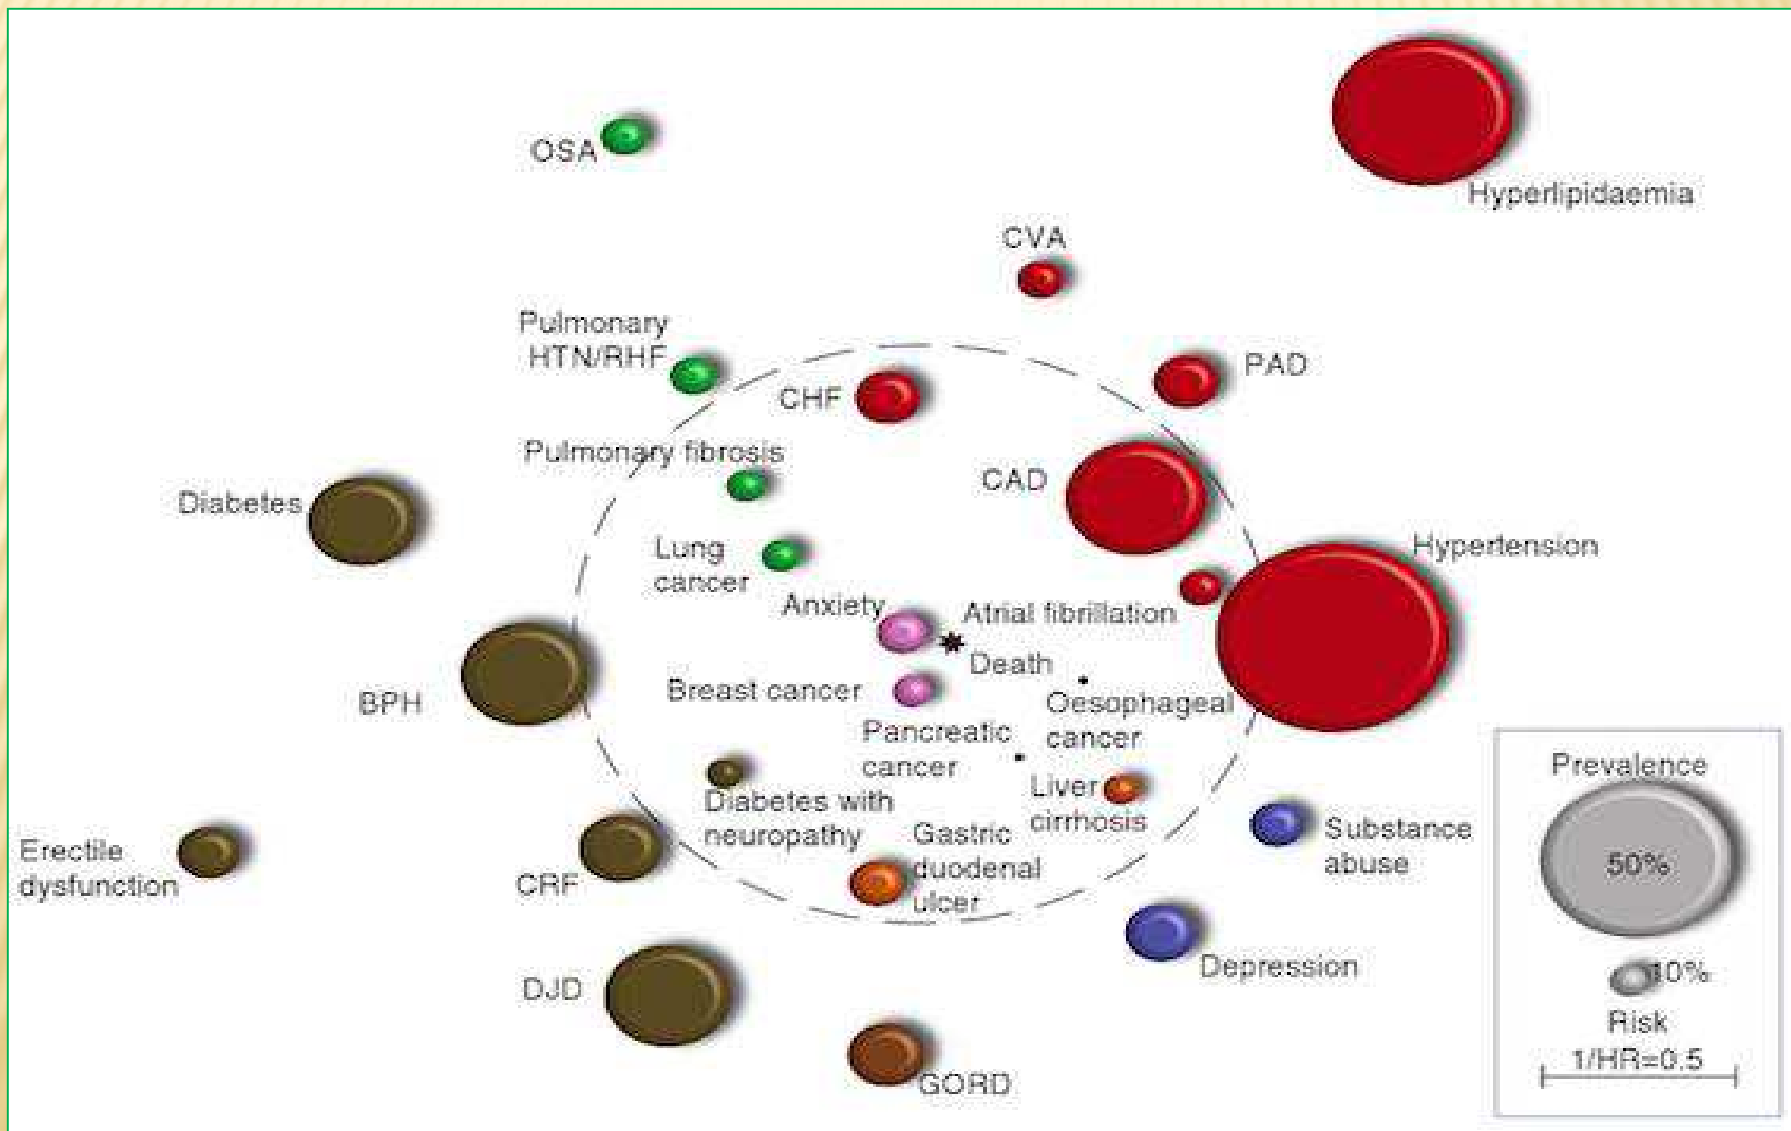 OSA
Hyperlipidaemia
CVA
Pulmonary
HTN/RHF
PAD
CHF
Pulmonary fibrosis
CAD
Diabetes
Hypertension
Lung
cancer
Anxiety
Atrial fibrillation
Death
Breast cancer
BPH
Oesophageal
cancer
Pancreatic
cancer
Liver
cirrhosis
Diabetes with
neuropathy
Gastric
duodenal
ulcer
Substance
abuse
Erectile
dysfunction
CRF
Depression
DJD
GORD
Prevalence
50%
10%
Risk
1/HR=0.5